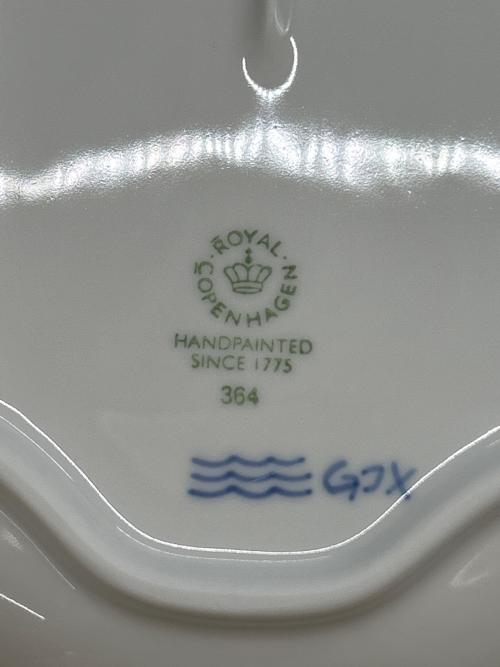 ROYAL
COPENHAGEN
HANDPAINTED
SINCE 1775
364
GJX